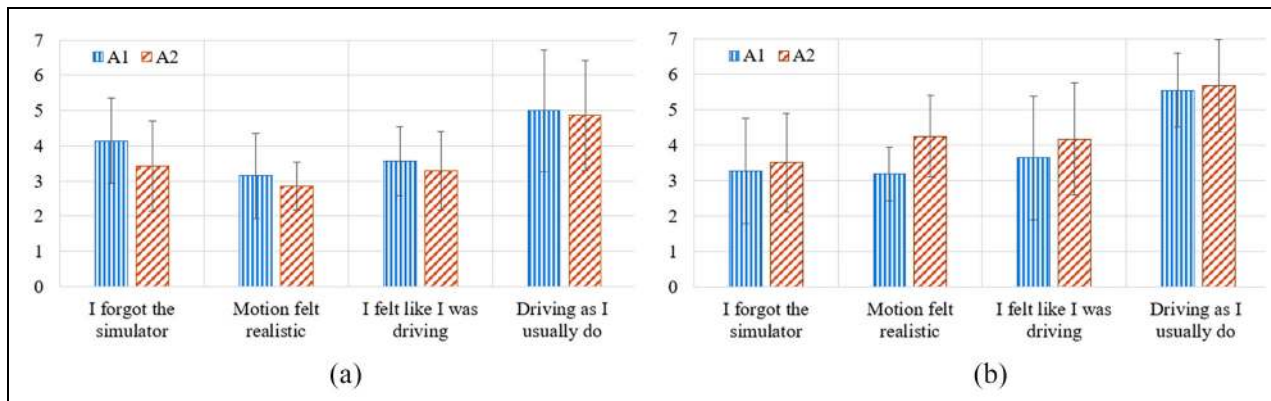 7
6
5
4
3
2
1
0
A1 A2
I forgot the
simulator
Motion felt
realistic
I felt like I was
driving
Driving as I
usually do
(a)
7
6
5
4
3
2
1
0
A1 A2
I forgot the
simulator
Motion felt
realistic
I felt like I was
driving
Driving as I
usually do
(b)